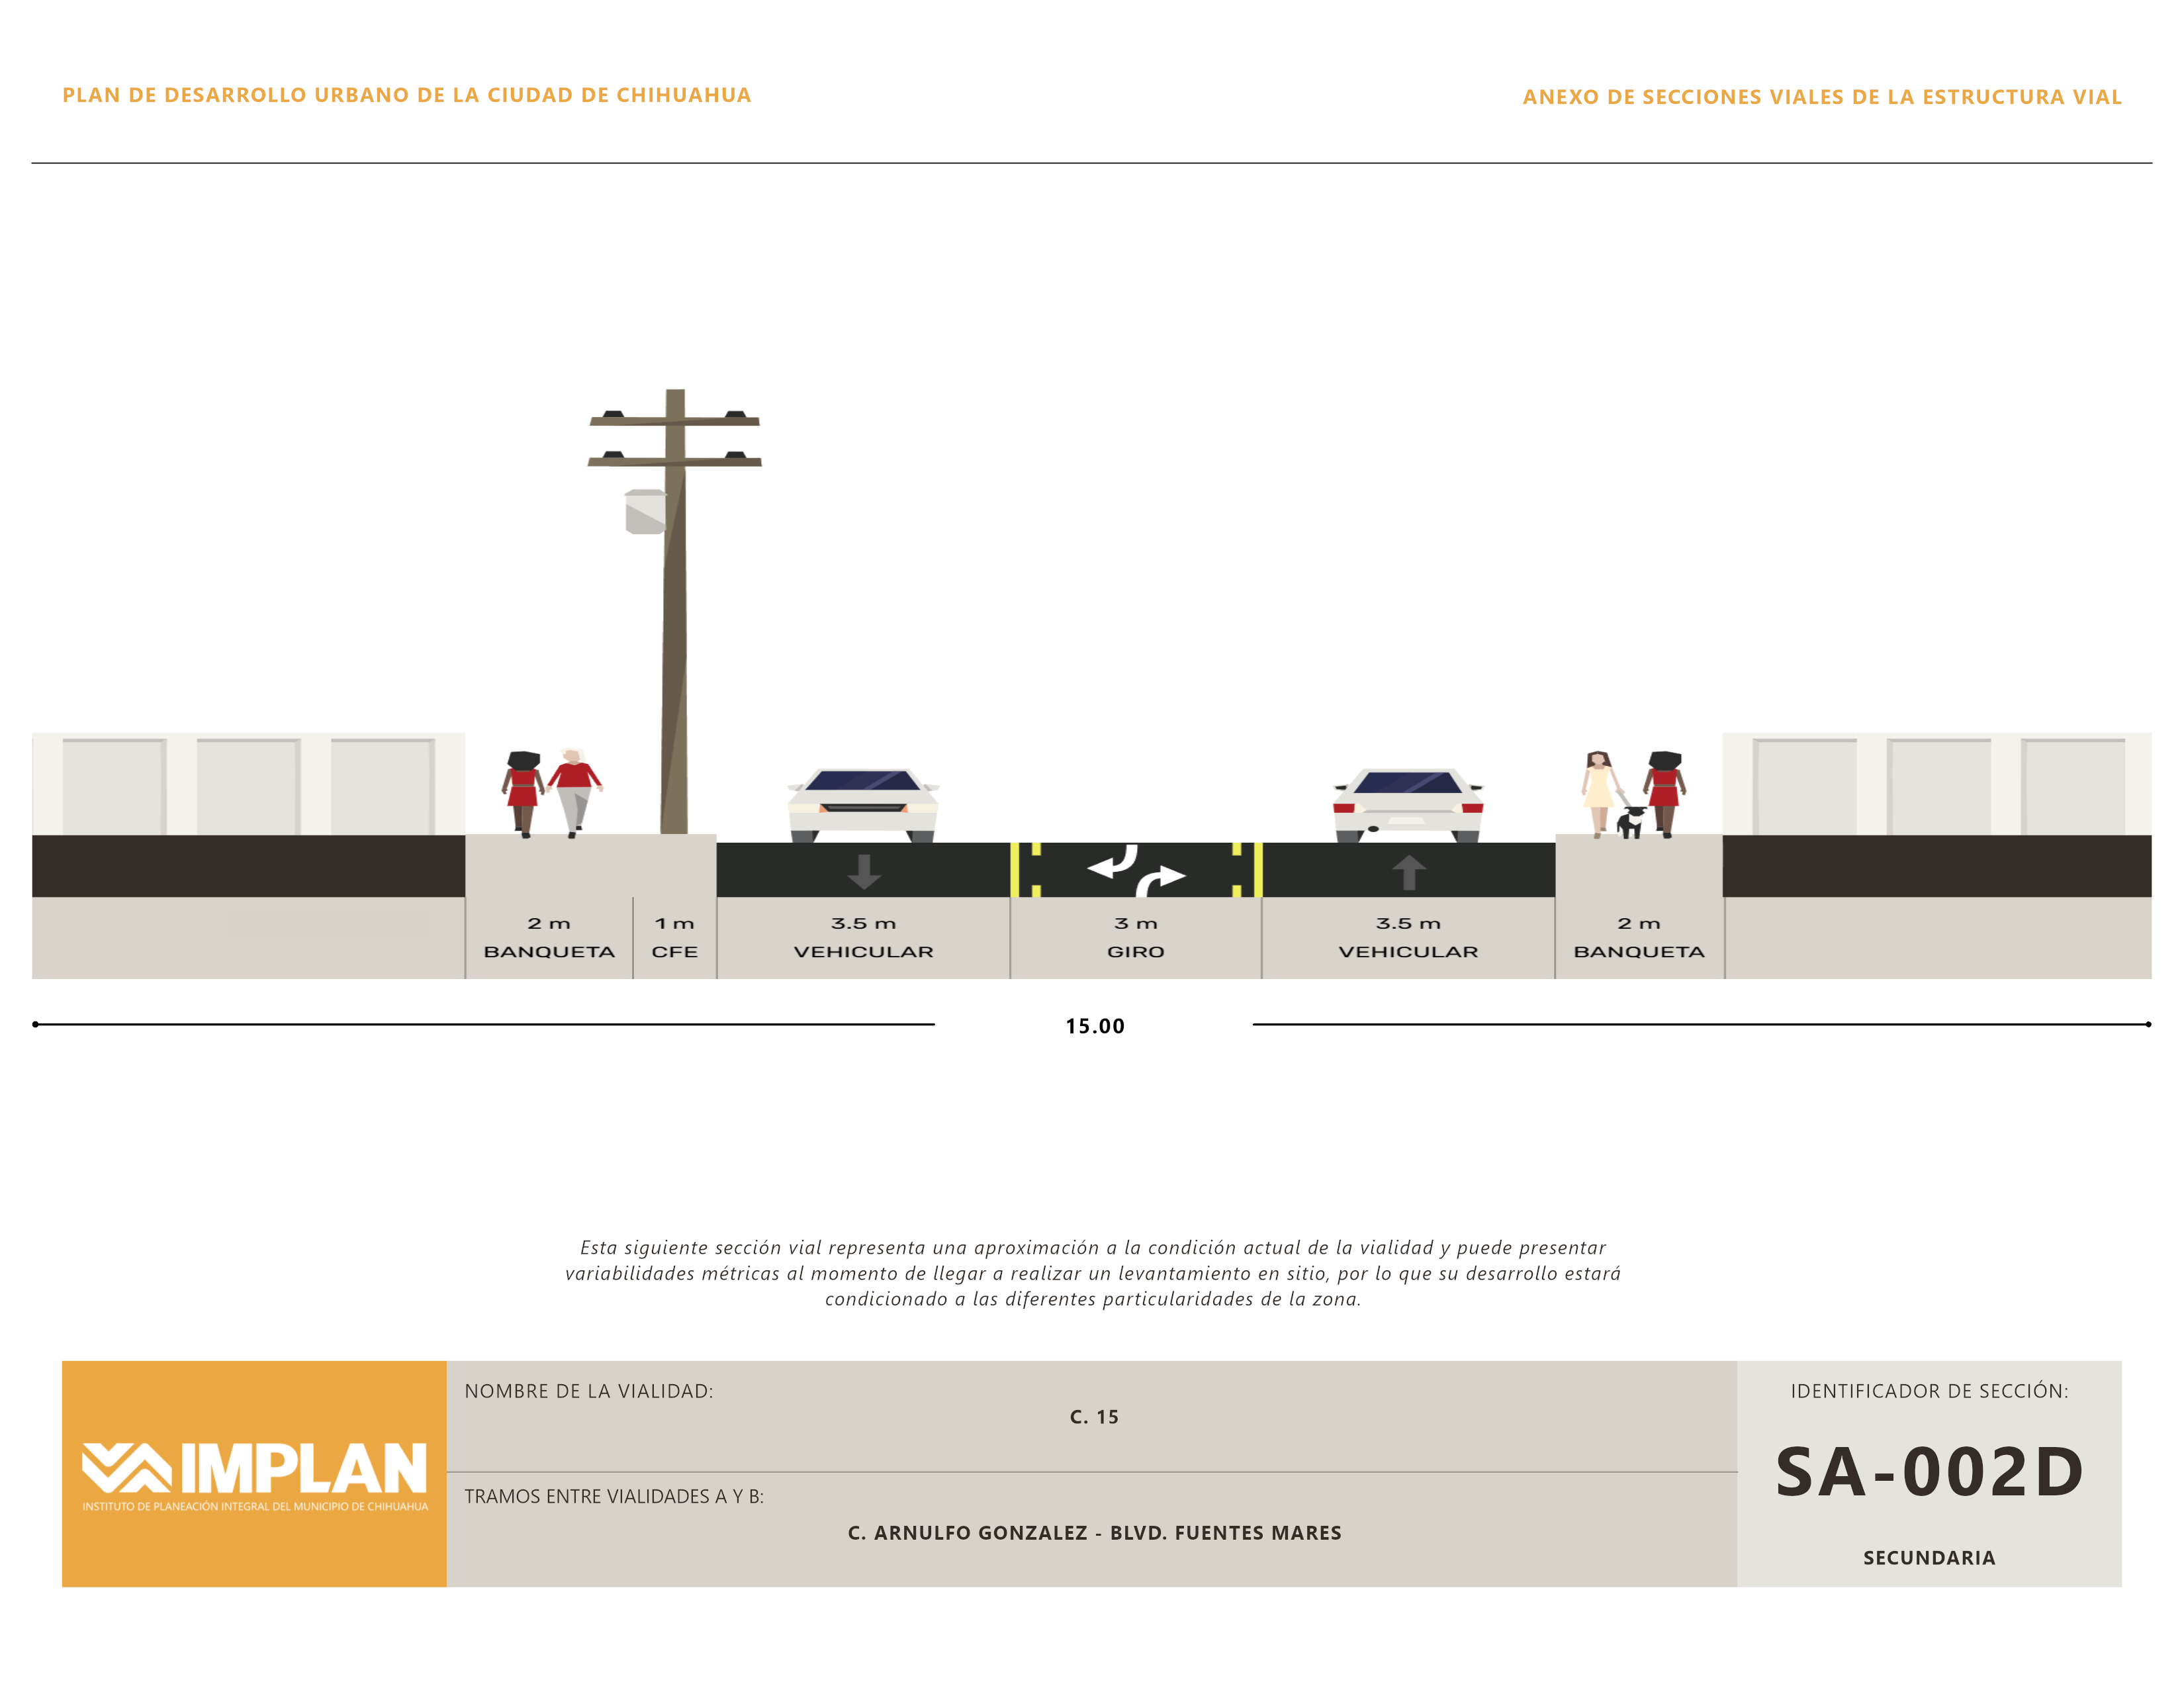 PLAN DE DESARROLLO URBANO DE LA CIUDAD DE CHIHUAHUA
ANEXO DE SECCIONES VIALES DE LA ESTRUCTURA VIAL
2 m
BANQUETA
1 m
CFE
3.5 m
VEHICULAR
3 m
GIRO
3.5 m
VEHICULAR
2 m
BANQUETA
15.00
Esta siguiente sección vial representa una aproximación a la condición actual de la vialidad y puede presentar
variabilidades métricas al momento de llegar a realizar un levantamiento en sitio, por lo que su desarrollo estará
condicionado a las diferentes particularidades de la zona.
IMPLAN
INSTITUTO DE PLANEACIÓN INTEGRAL DEL MUNICIPIO DE CHIHUAHUA
NOMBRE DE LA VIALIDAD:
C. 15
TRAMOS ENTRE VIALIDADES A Y B:
C. ARNULFO GONZALEZ - BLVD. FUENTES MARES
IDENTIFICADOR DE SECCIÓN:
SA-002D
SECUNDARIA